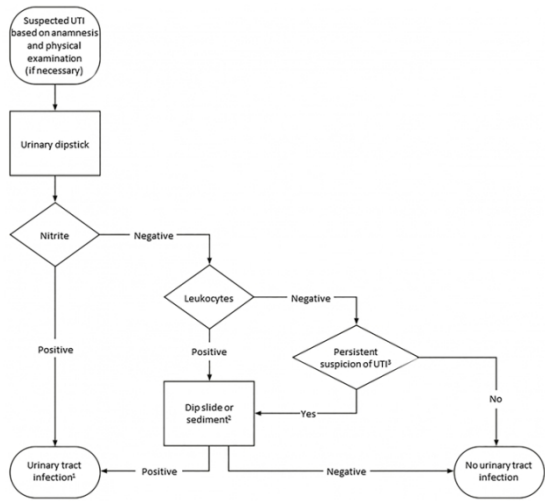 Suspected UTI
based on anamnesis
and physical
examination
(if necessary)
Urinary dipstick
Nitrite
Negative
Leukocytes
Negative
Positive
Positive
Persistent
suspicion of UTI³
No
Dip slide or
sediment²
Yes
Urinary tract
infection¹
Positive
Negative
No urinary tract
infection